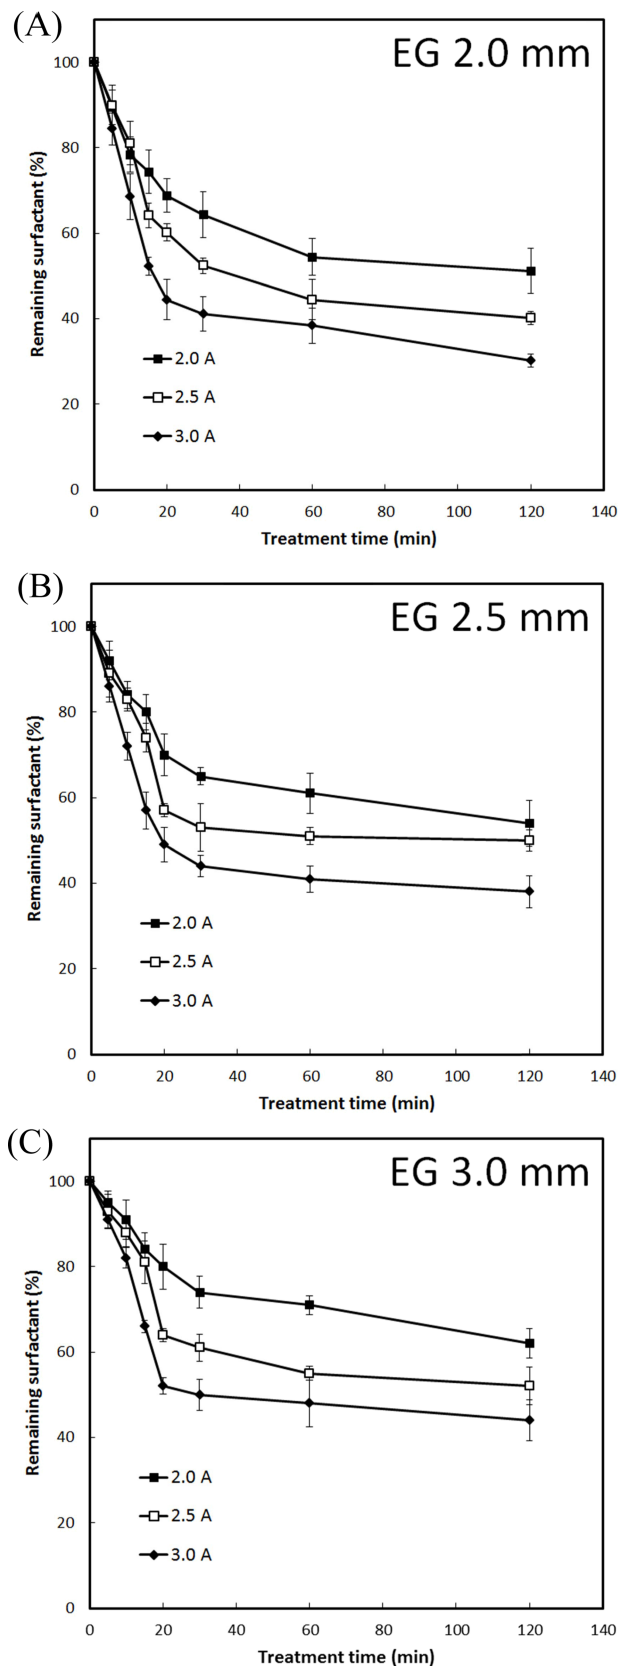 (A)
EG 2.0 mm
100
80
60
40
20
0
Remaining surfactant (%)
2.0 A
2.5 A
3.0 A
0 20 40 60 80 100 120 140
Treatment time (min)
(B)
EG 2.5 mm
100
80
60
40
20
0
Remaining surfactant (%)
2.0 A
2.5 A
3.0 A
0 20 40 60 80 100 120 140
Treatment time (min)
(C)
EG 3.0 mm
100
80
60
40
20
0
Remaining surfactant (%)
2.0 A
2.5 A
3.0 A
0 20 40 60 80 100 120 140
Treatment time (min)